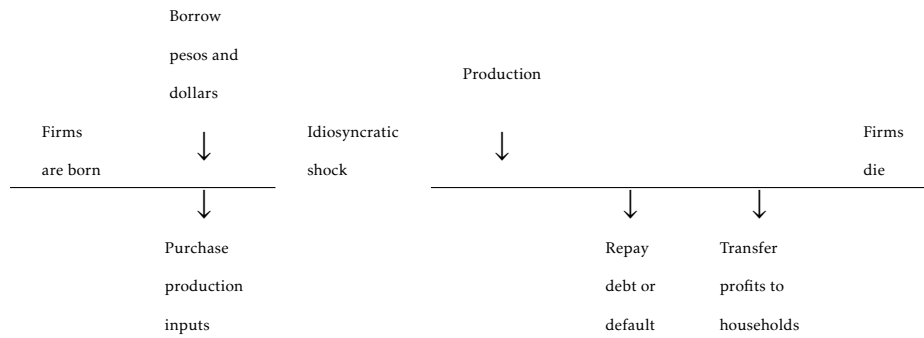 Borrow
pesos and
dollars
Production
Firms
are born
Idiosyncratic
shock
Firms
die
Purchase
production
inputs
Repay
debt or
default
Transfer
profits to
households